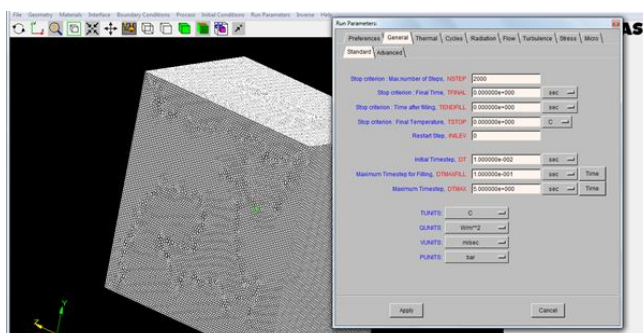 File Geometry Materials Interface Boundary Conditions Process Initial Conditions Run Parameters Inverse Help
Run Parameters:
AS
Preferences General Thermal Cycles Radiation Flow Turbulence Stress Micro
Standard Advanced
Stop criterion : Max.number of Steps, NSTEP 2000
Stop criterion : Final Time, TFINAL 0.000000e+000 sec
Stop criterion : Time after filling, TENDFILL 0.000000e+000 sec
Stop criterion : Final Temperature, TSTOP 0.000000e+000 C
Restart Step, INILEV 0
Initial Timestep, DT 1.000000e-002 sec
Maximum Timestep for Filling, DTMAXFILL 1.000000e-001 sec Time
Maximum Timestep, DTMAX 5.000000e+000 sec Time
TUNITS: C
QUNITS: W/m**2
VUNITS: m/sec
PUNITS: bar
Apply Cancel
Y
Z